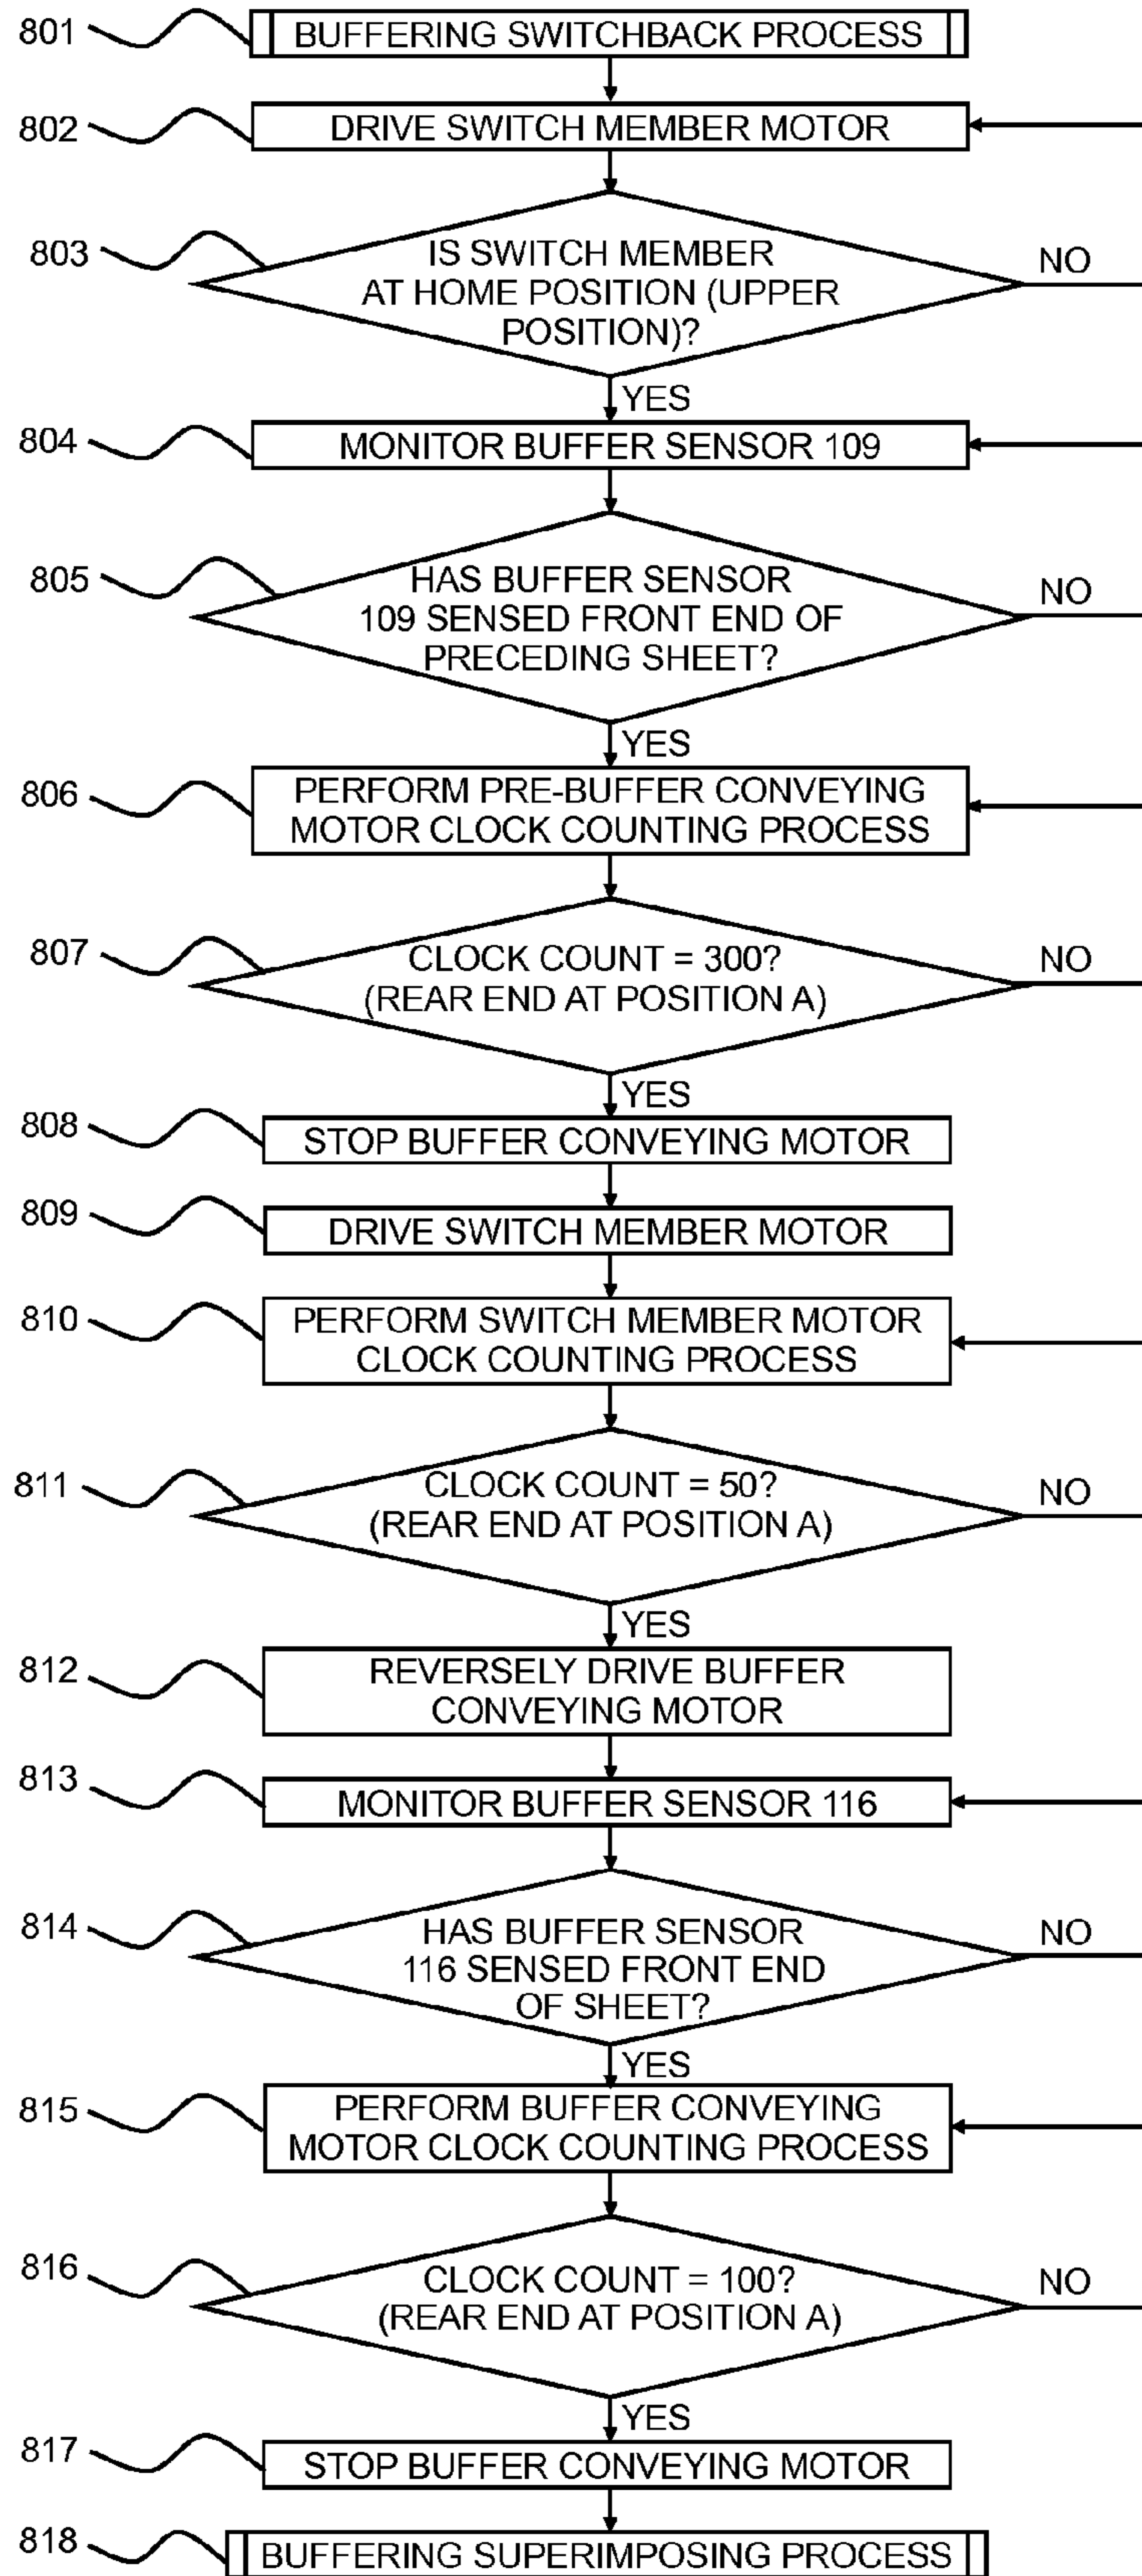 801
BUFFERING SWITCHBACK PROCESS
802
DRIVE SWITCH MEMBER MOTOR
803
IS SWITCH MEMBER
AT HOME POSITION (UPPER
POSITION)?
NO
YES
804
MONITOR BUFFER SENSOR 109
805
HAS BUFFER SENSOR
109 SENSED FRONT END OF
PRECEDING SHEET?
NO
YES
806
PERFORM PRE-BUFFER CONVEYING
MOTOR CLOCK COUNTING PROCESS
807
CLOCK COUNT = 300?
(REAR END AT POSITION A)
NO
YES
808
STOP BUFFER CONVEYING MOTOR
809
DRIVE SWITCH MEMBER MOTOR
810
PERFORM SWITCH MEMBER MOTOR
CLOCK COUNTING PROCESS
811
CLOCK COUNT = 50?
(REAR END AT POSITION A)
NO
YES
812
REVERSELY DRIVE BUFFER
CONVEYING MOTOR
813
MONITOR BUFFER SENSOR 116
814
HAS BUFFER SENSOR
116 SENSED FRONT END
OF SHEET?
NO
YES
815
PERFORM BUFFER CONVEYING
MOTOR CLOCK COUNTING PROCESS
816
CLOCK COUNT = 100?
(REAR END AT POSITION A)
NO
YES
817
STOP BUFFER CONVEYING MOTOR
818
BUFFERING SUPERIMPOSING PROCESS